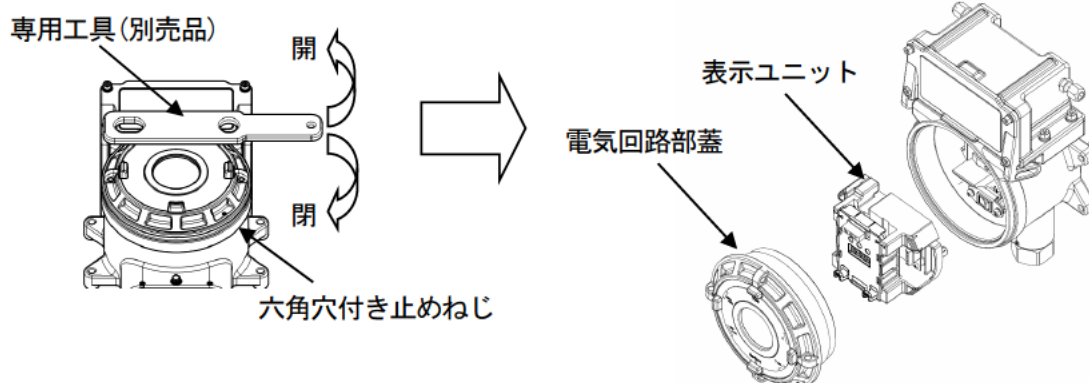 専用工具(別売品)
開
閉
六角穴付き止めねじ
表示ユニット
電気回路部蓋